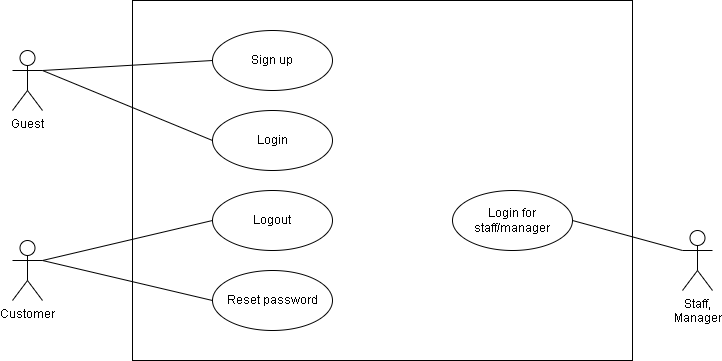 Sign up
Guest
Login
Logout
Login for
staff/manager
Reset password
Customer
Staff,
Manager